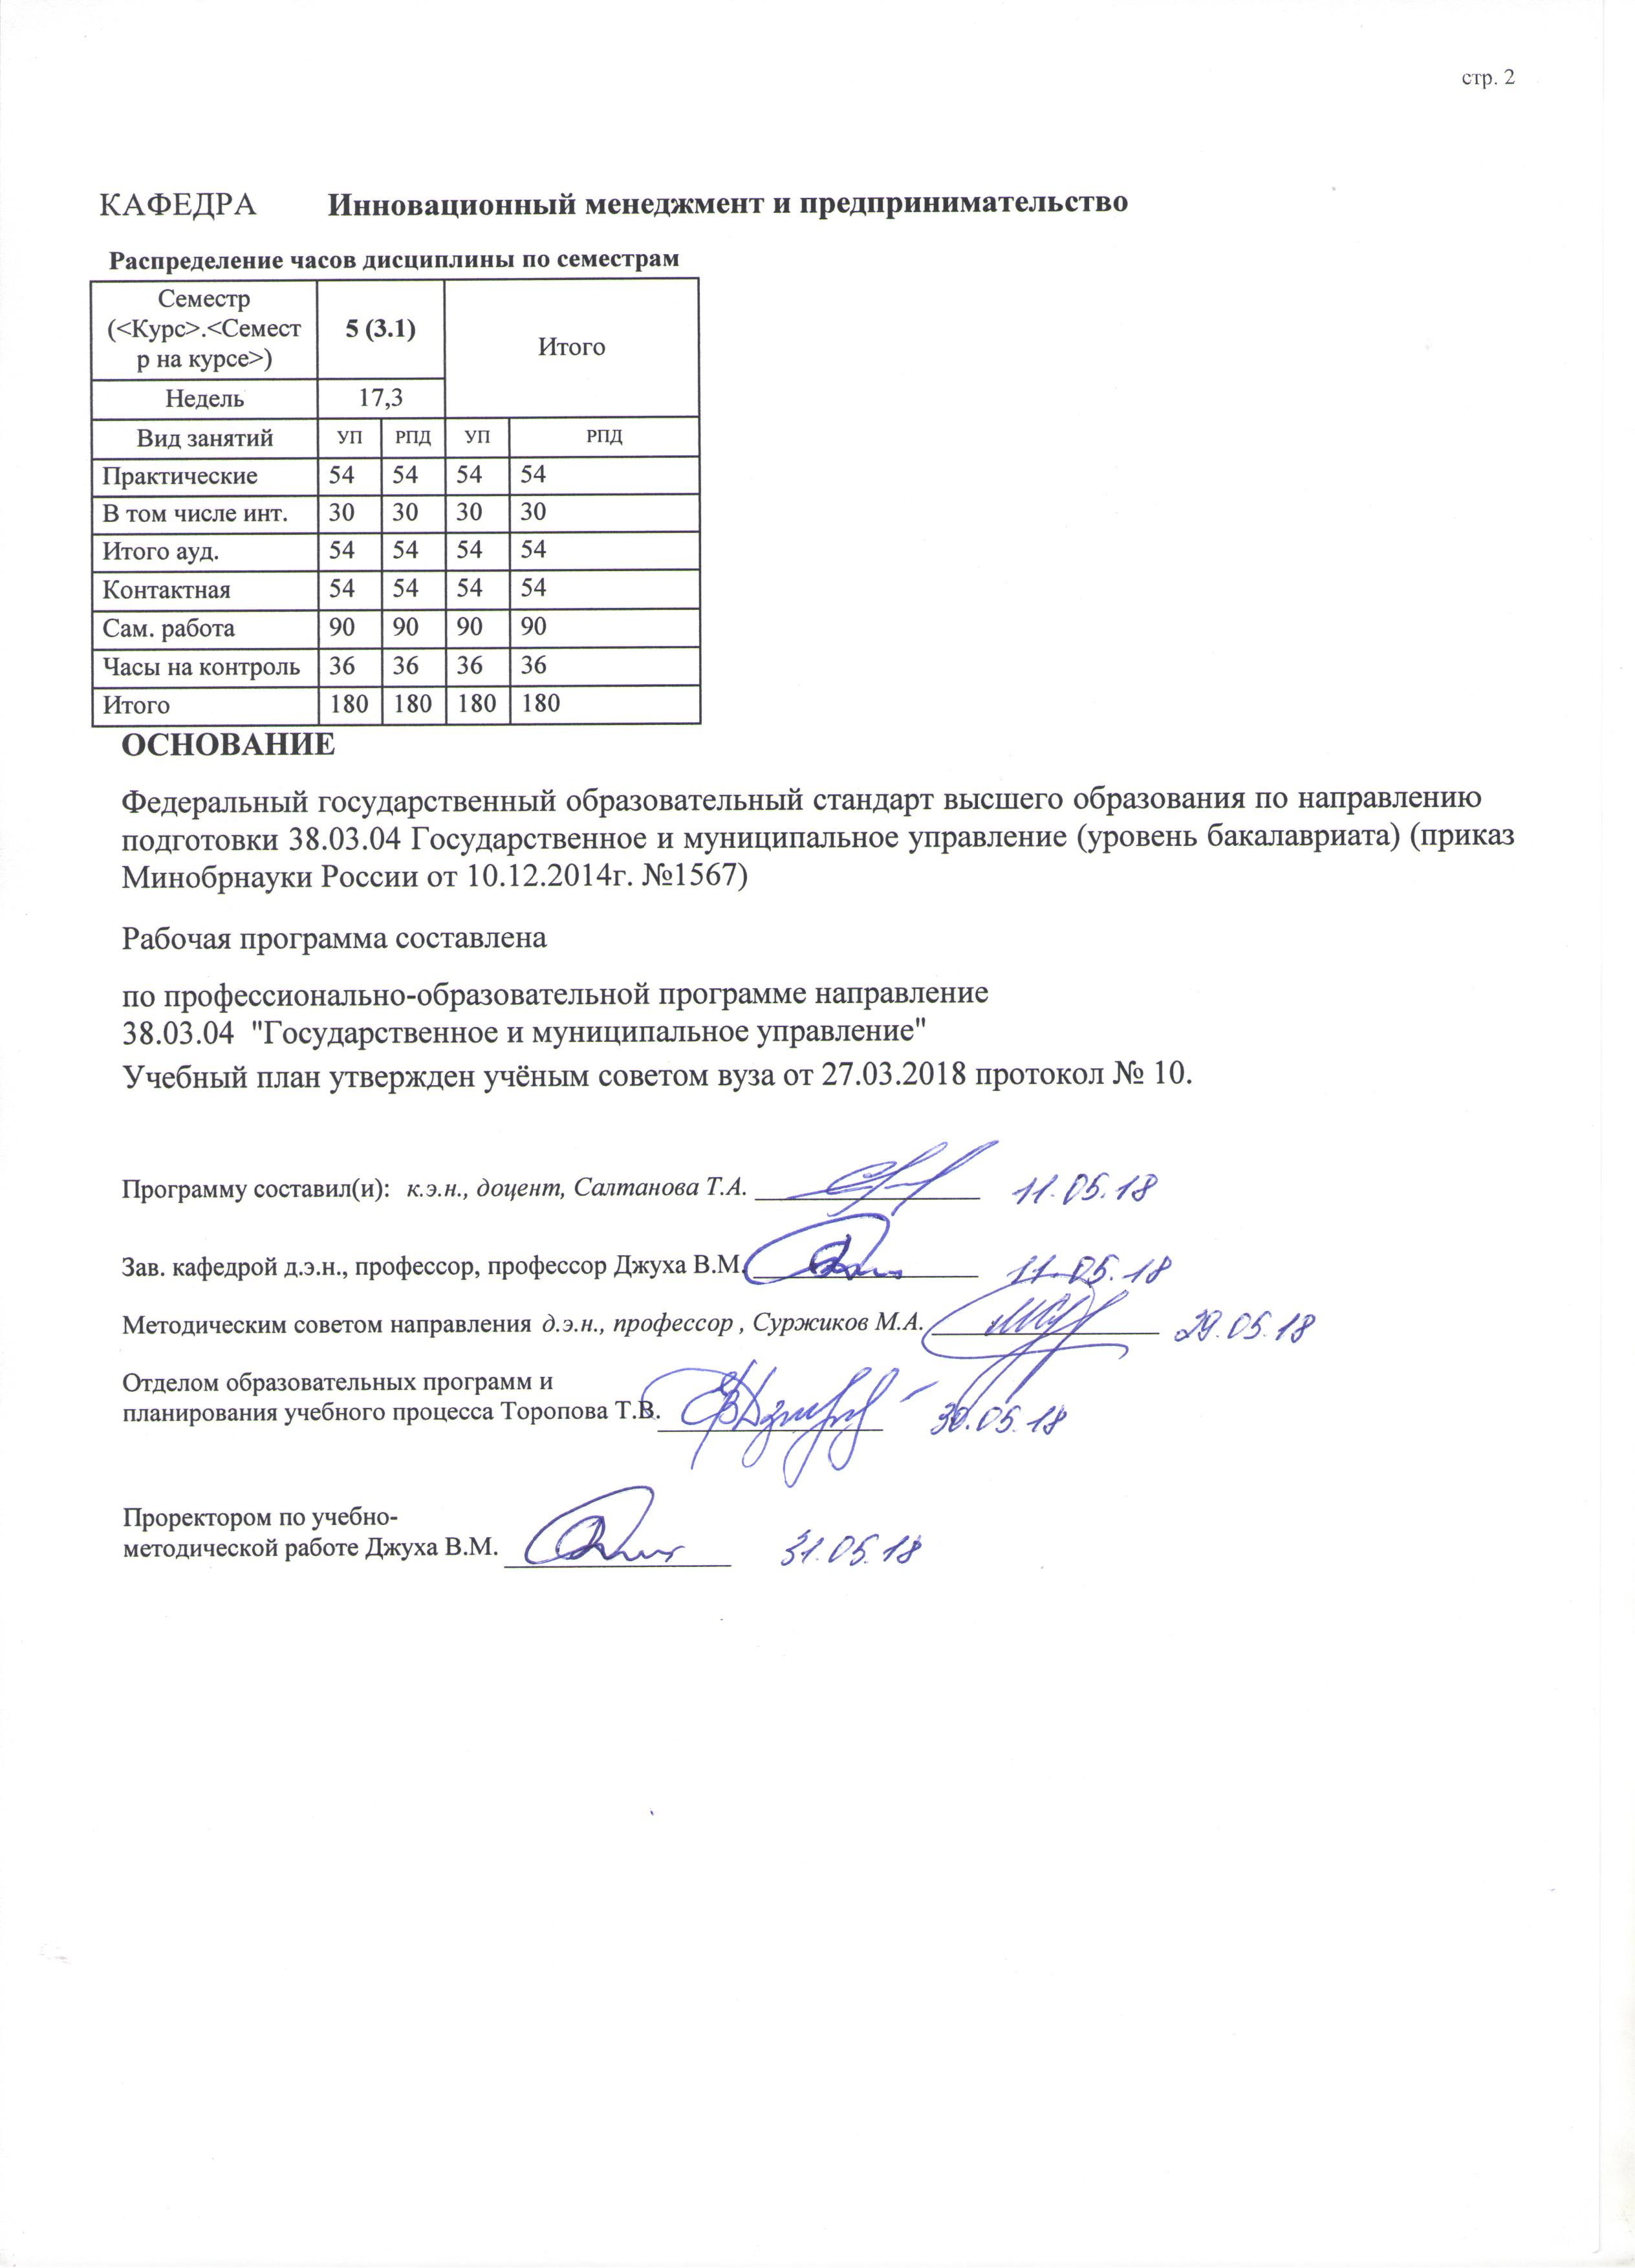 стр. 2
КАФЕДРА Инновационный менеджмент и предпринимательство
Распределение часов дисциплины по семестрам
Семестр
(<Курс>.<Семест
р на курсе>)
5 (3.1)
Итого
Недель 17,3
Вид занятий УП РПД УП РПД
Практические 54 54 54 54
В том числе инт. 30 30 30 30
Итого ауд. 54 54 54 54
Контактная 54 54 54 54
Сам. работа 90 90 90 90
Часы на контроль 36 36 36 36
Итого 180 180 180 180
ОСНОВАНИЕ
Федеральный государственный образовательный стандарт высшего образования по направлению
подготовки 38.03.04 Государственное и муниципальное управление (уровень бакалавриата) (приказ
Минобрнауки России от 10.12.2014г. №1567)
Рабочая программа составлена
по профессионально-образовательной программе направление
38.03.04 "Государственное и муниципальное управление"
Учебный план утвержден учёным советом вуза от 27.03.2018 протокол № 10.
Программу составил(и): к.э.н., доцент, Салтанова Т.А. 11.05.18
Зав. кафедрой д.э.н., профессор, профессор Джуха В.М. 11.05.18
Методическим советом направления д.э.н., профессор , Суржиков М.А. 29.05.18
Отделом образовательных программ и
планирования учебного процесса Торопова Т.В. 30.05.18
Проректором по учебно-
методической работе Джуха В.М. 31.05.18